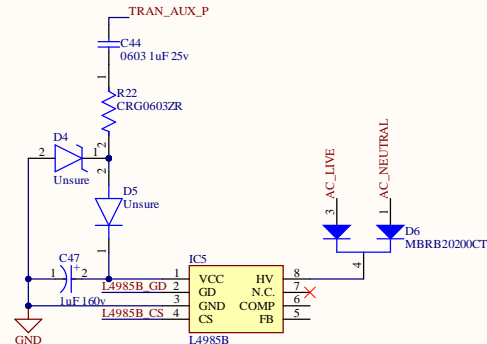 TRAN_AUX_P
C44
0603 1uF 25v
1
R22
CRG0603ZR
2
D4
2
1
Unsure
2
D5
Unsure
1
AC_LIVE
AC_NEUTRAL
3
1
D6
MBRB20200CT
4
C47
1
+
2
1uF 160v
IC5
1 VCC HV 8
L4985B_GD 2 GD N.C. 7
3 GND COMP 6
L4985B_CS 4 CS FB 5
L4985B
GND